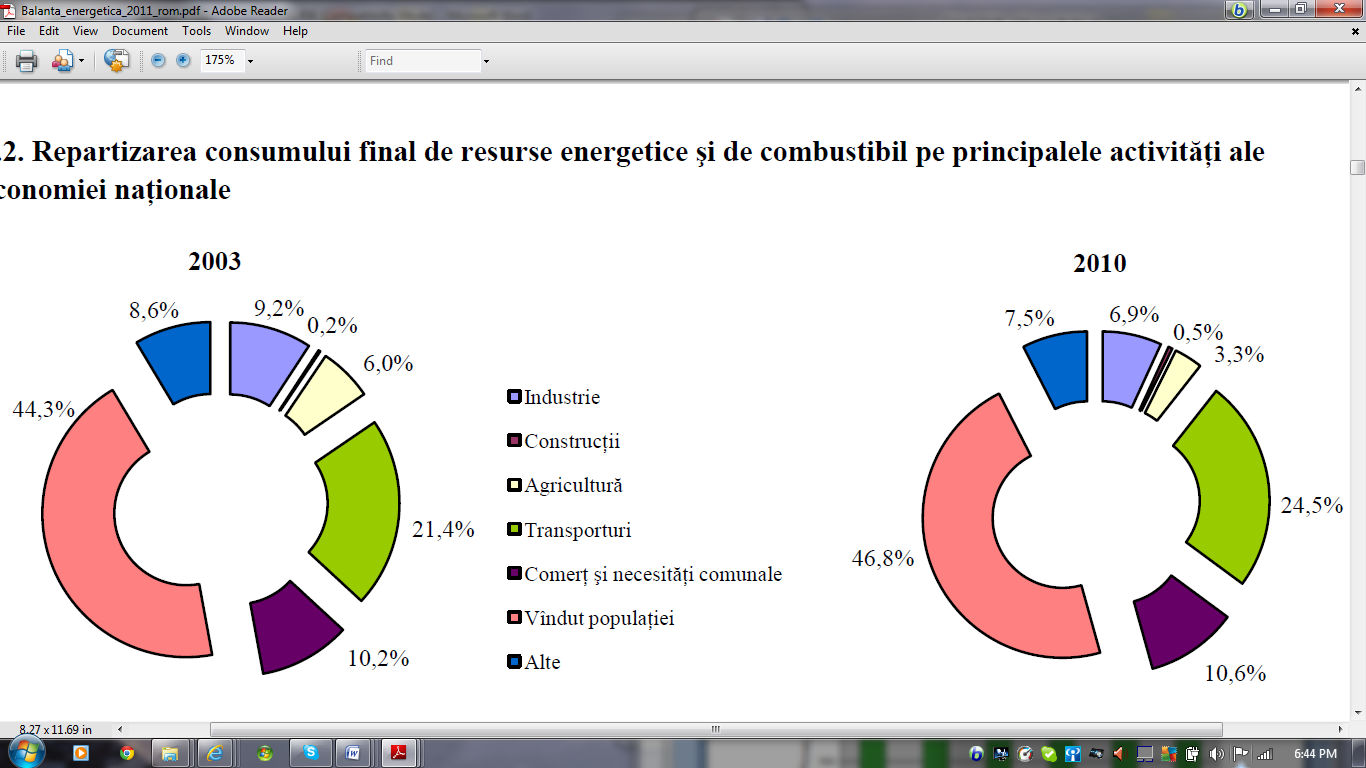 Balanta_energetica_2011_rom.pdf - Adobe Reader
File Edit View Document Tools Window Help
175% Find
.2. Repartizarea consumului final de resurse energetice şi de combustibil pe principalele activităţi ale
conomiei naţionale
2003
8,6%
9,2%
0,2%
6,0%
44,3%
21,4%
10,2%
Industrie
Construcţii
Agricultură
Transporturi
Comerţ şi necesităţi comunale
Vîndut populaţiei
Alte
2010
7,5%
6,9%
0,5%
3,3%
46,8%
24,5%
10,6%
8.27 x 11.69 in
6:44 PM